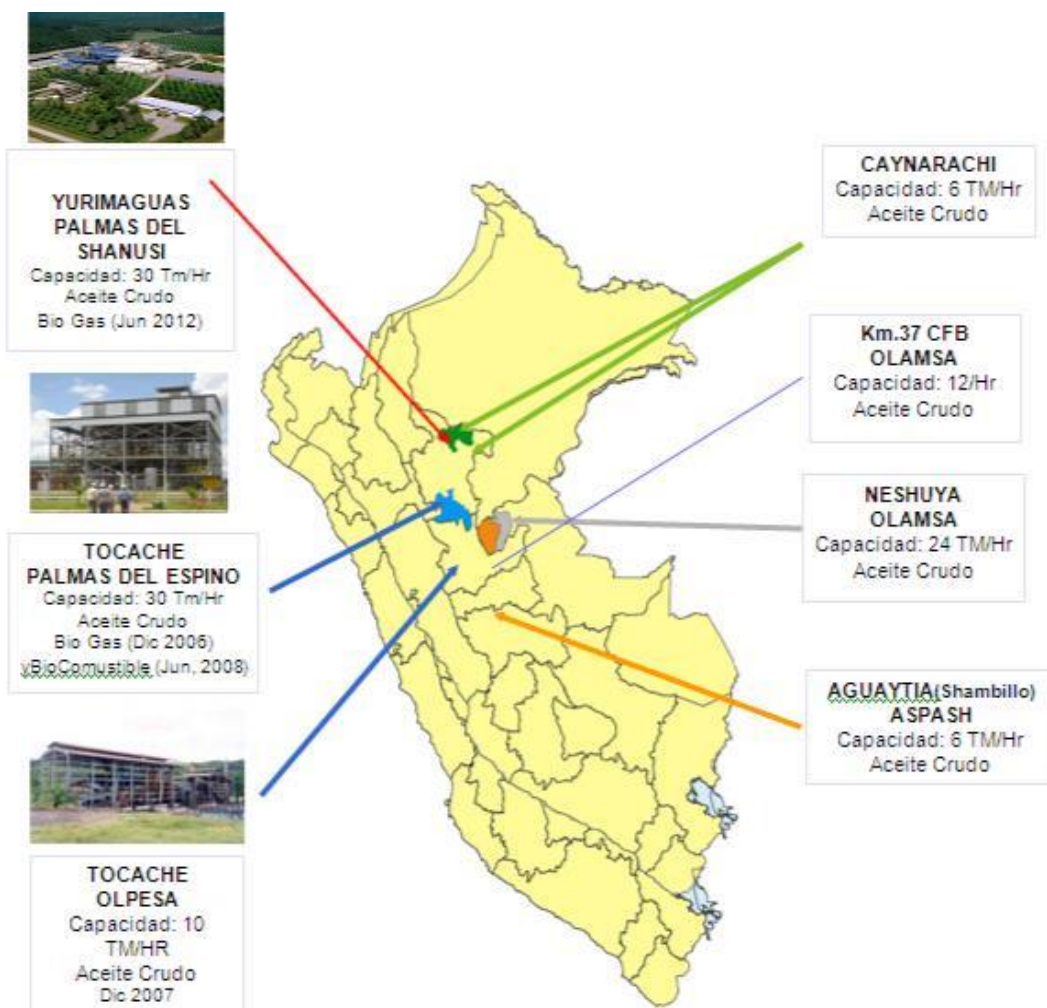 YURIMAGUAS
PALMAS DEL
SHANUSI
Capacidad: 30 Tm/Hr
Aceite Crudo
Bio Gas (Jun 2012)
TOCACHE
PALMAS DEL ESPINO
Capacidad: 30 Tm/Hr
Aceite Crudo
Bio Gas (Dic 2006)
yBioComustible (Jun, 2008)
TOCACHE
OLPESA
Capacidad: 10
TM/HR
Aceite Crudo
Dic 2007
CAYNARACHI
Capacidad: 6 TM/Hr
Aceite Crudo
Km.37 CFB
OLAMSA
Capacidad: 12/Hr
Aceite Crudo
NESHUYA
OLAMSA
Capacidad: 24 TM/Hr
Aceite Crudo
AGUAYTIA(Shambillo)
ASPASH
Capacidad: 6 TM/Hr
Aceite Crudo